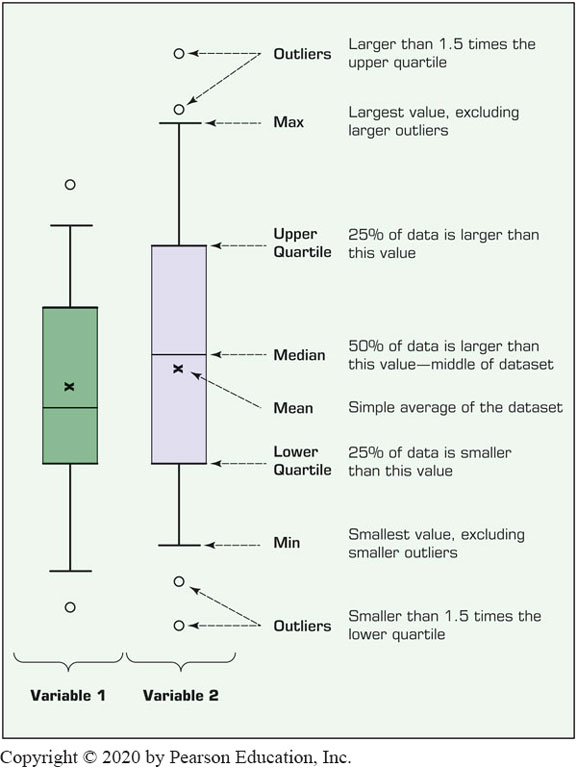 Outliers
Larger than 1.5 times the
upper quartile
Max
Largest value, excluding
larger outliers
Upper
Quartile
25% of data is larger than
this value
Median
50% of data is larger than
this value—middle of dataset
Mean
Simple average of the dataset
Lower
Quartile
25% of data is smaller
than this value
Min
Smallest value, excluding
smaller outliers
Outliers
Smaller than 1.5 times the
lower quartile
Variable 1
Variable 2
Copyright © 2020 by Pearson Education, Inc.